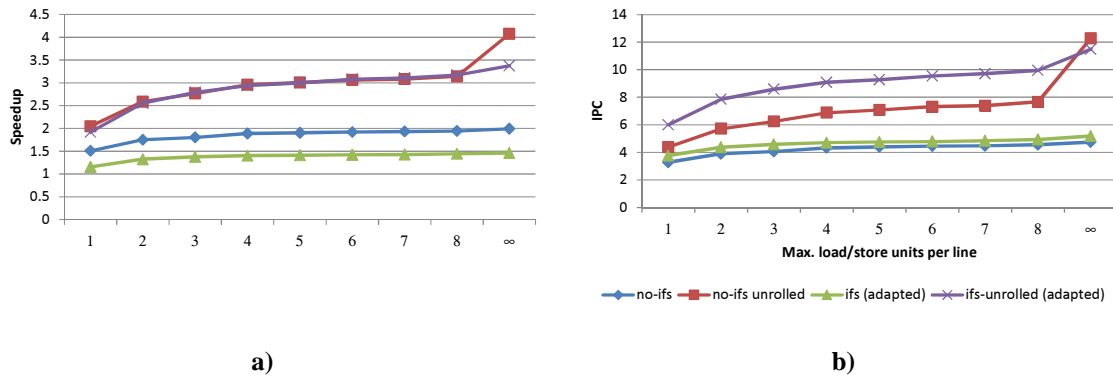 4.5
4
3.5
3
2.5
2
1.5
1
0.5
0
Speedup
1 2 3 4 5 6 7 8 ∞
14
12
10
8
6
4
2
0
IPC
1 2 3 4 5 6 7 8 ∞
Max. load/store units per line
no-ifs no-ifs unrolled ifs (adapted) ifs-unrolled (adapted)
a) b)